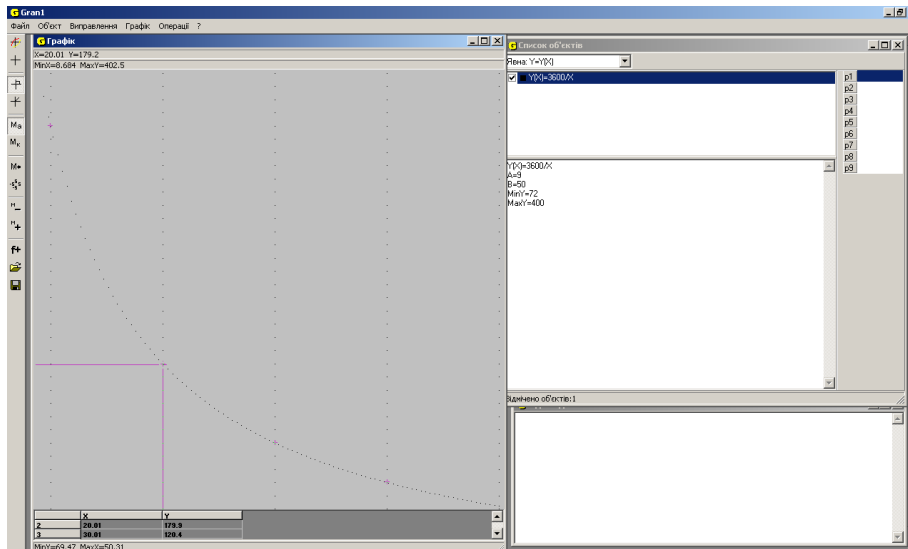 Gran1
Файл Об'єкт Виправлення Графік Операції ?
Графік
X=20.01 Y=179.2
MinX=8.684 MaxY=402.5
Ma
Mк
M+
M
M
f+
X Y
2 20.01 179.9
3 30.01 120.4
MinY=69.47 MaxX=50.31
Список об'єктів
Явна: Y=Y(X)
Y(X)=3600/X
p1
p2
p3
p4
p5
p6
p7
p8
p9
Y(X)=3600/X
A=9
B=50
MinY=72
MaxY=400
Відмічено об'єктів:1